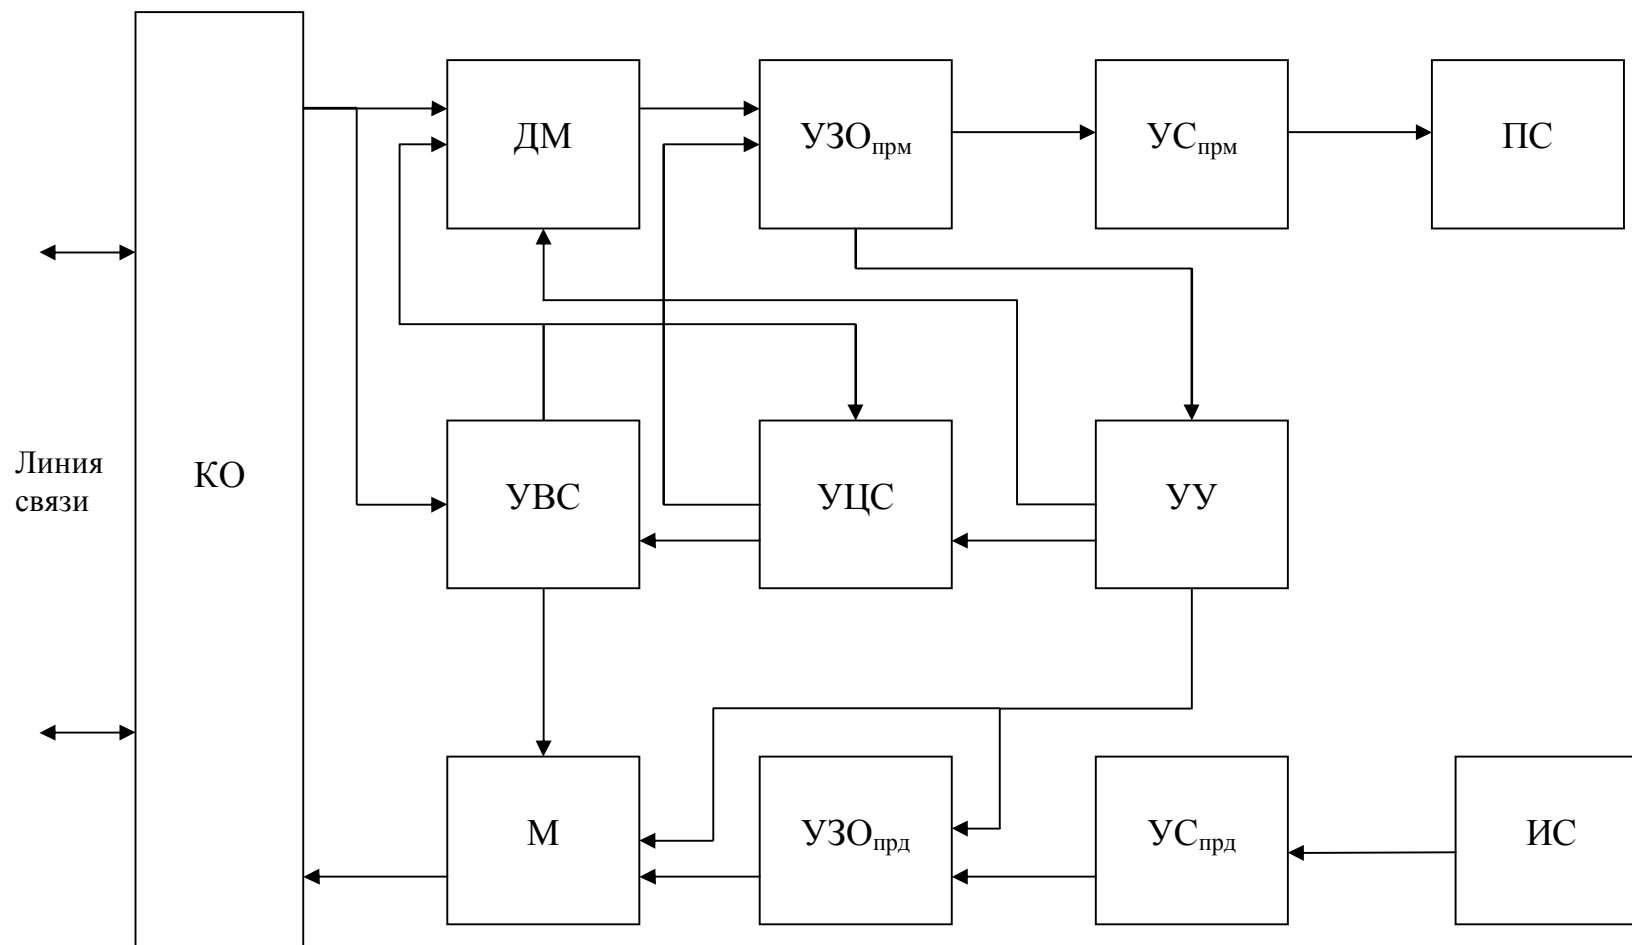 ДМ
УЗОпрм
УСпрм
ПС
Линия
связи
КО
УВС
УЦС
УУ
М
УЗОпрд
УСпрд
ИС